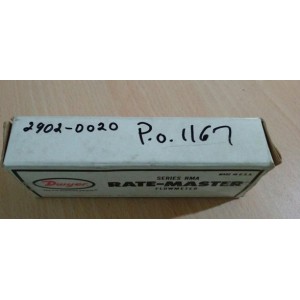 2902-0020 P.O. 1167
Dwyer
SERIES RMA
RATE-MASTER
FLOWMETER